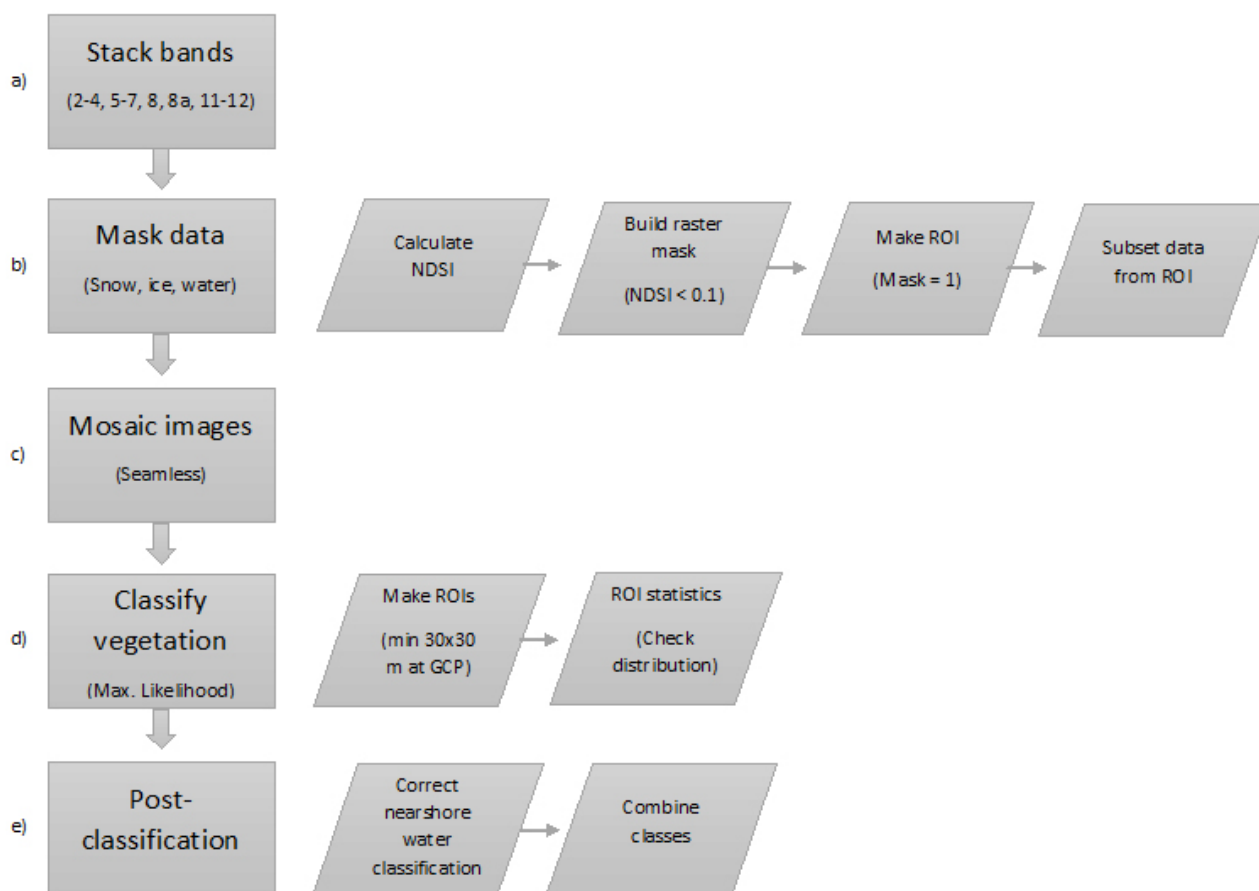 a)
Stack bands
(2-4, 5-7, 8, 8a, 11-12)
b)
Mask data
(Snow, ice, water)
Calculate
NDSI
Build raster
mask
(NDSI < 0.1)
Make ROI
(Mask = 1)
Subset data
from ROI
c)
Mosaic images
(Seamless)
d)
Classify
vegetation
(Max. Likelihood)
Make ROIs
(min 30x30
m at GCP)
ROI statistics
(Check
distribution)
e)
Post-
classification
Correct
nearshore
water
classification
Combine
classes